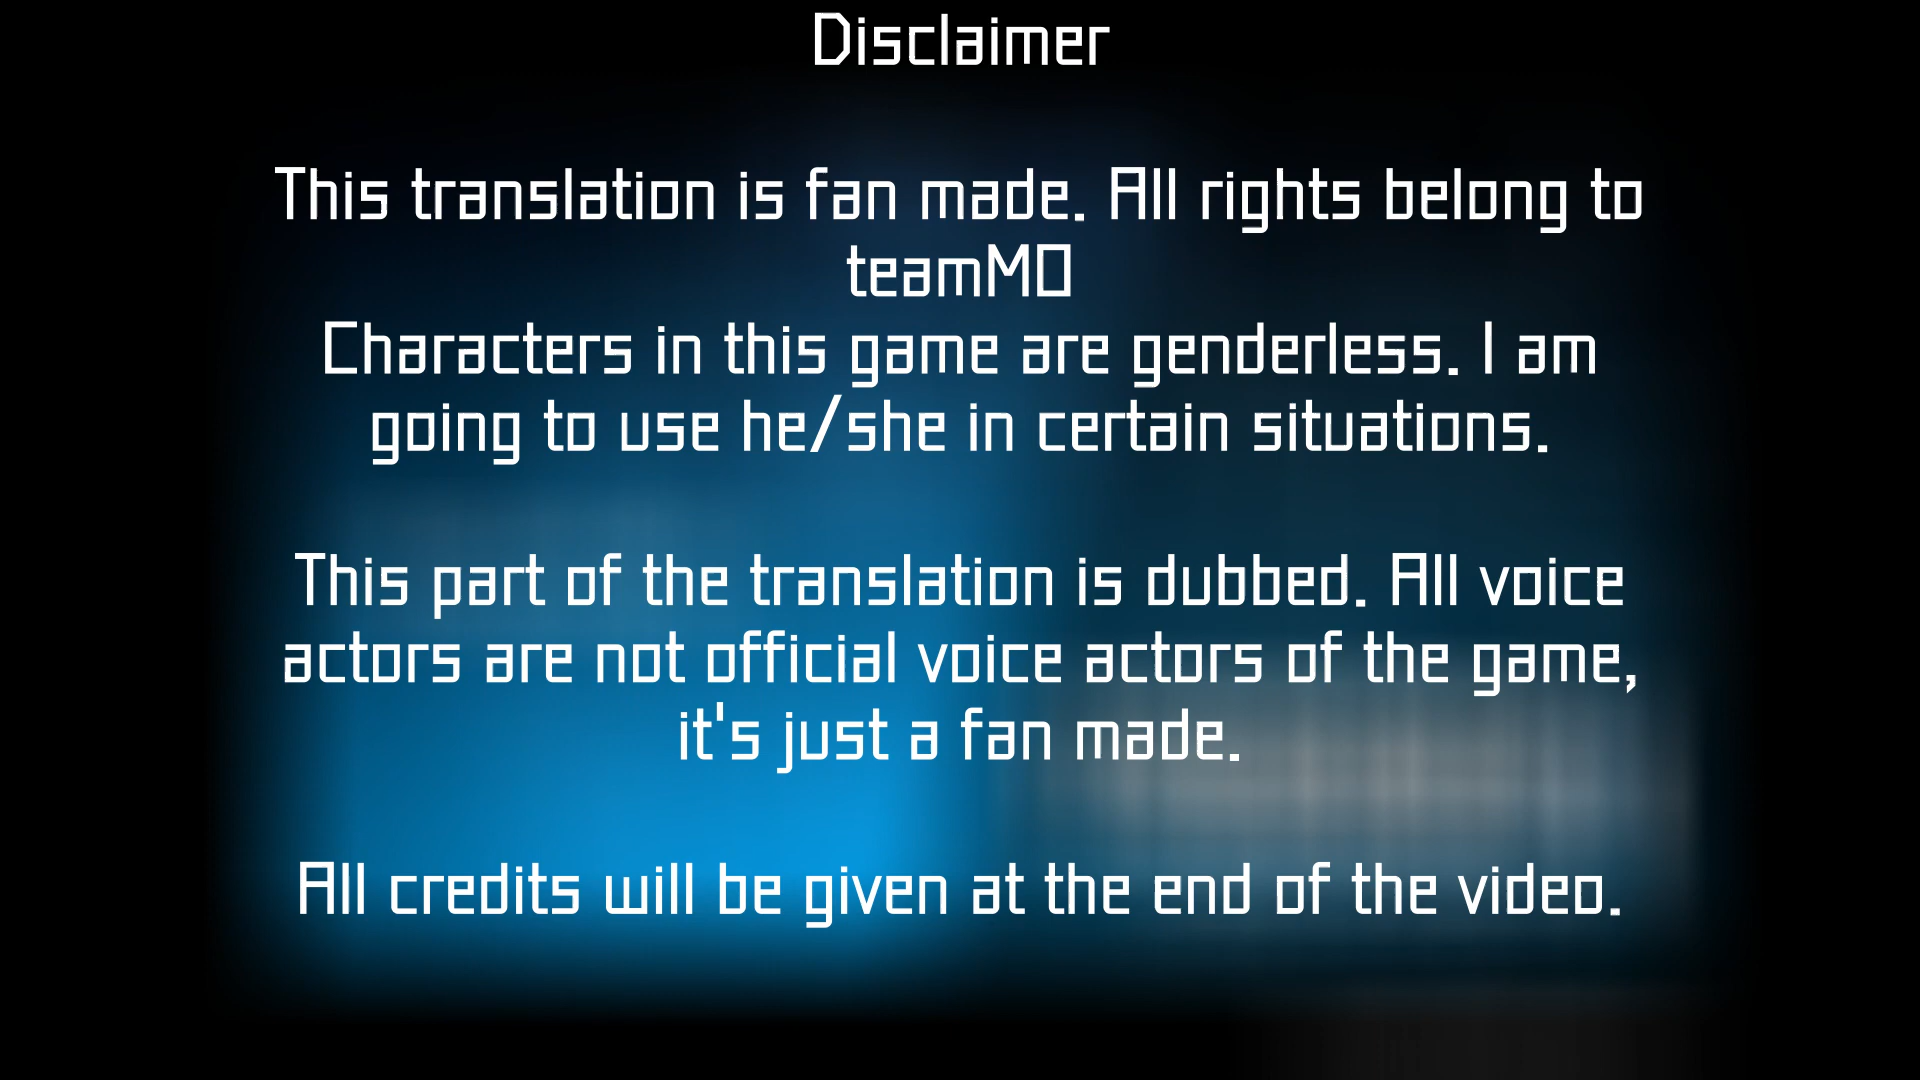 Disclaimer
This translation is fan made. All rights belong to
teamMO
Characters in this game are genderless. I am
going to use he/she in certain situations.
This part of the translation is dubbed. All voice
actors are not official voice actors of the game,
it's just a fan made.
All credits will be given at the end of the video.